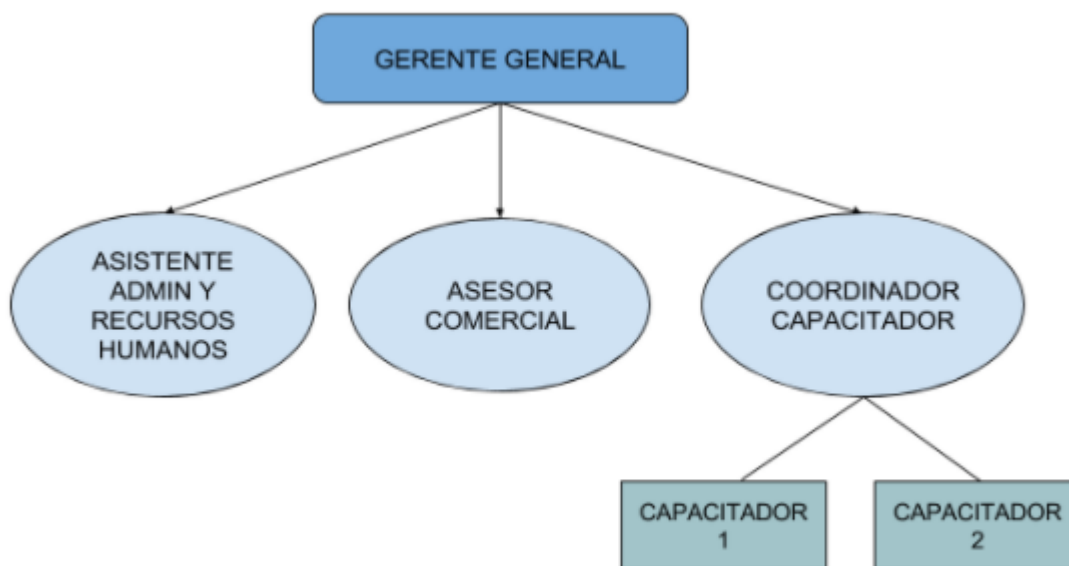 GERENTE GENERAL
ASISTENTE
ADMIN Y
RECURSOS
HUMANOS
ASESOR
COMERCIAL
COORDINADOR
CAPACITADOR
CAPACITADOR
1
CAPACITADOR
2